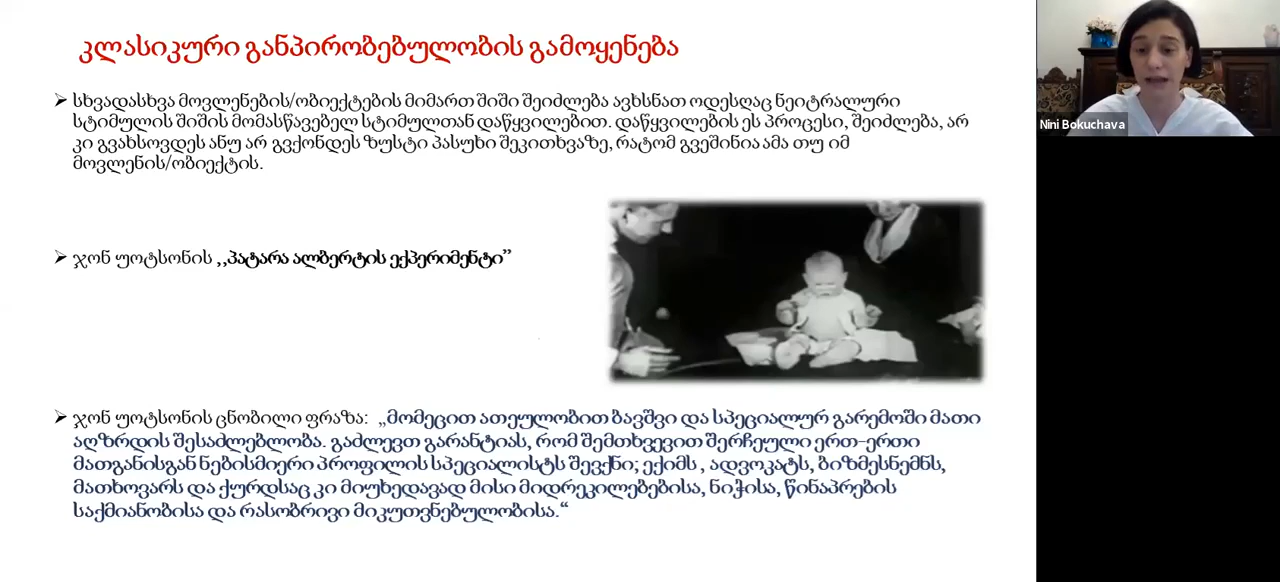 კლასიკური განპირობებულობის გამოყენება
➢ სხვადასხვა მოვლენების/ობიექტების მიმართ შიში შეიძლება ავხსნათ ოდესღაც ნეიტრალური
სტიმულის შიშის მომასწავებელ სტიმულთან დაწყვილებით. დაწყვილების ეს პროცესი, შეიძლება, არ
კი გვახსოვდეს ანუ არ გვქონდეს ზუსტი პასუხი შეკითხვაზე, რატომ გვეშინია ამა თუ იმ
მოვლენის/ობიექტის.
Nini Bokuchava
➢ ჯონ უოტსონის ,,პატარა ალბერტის ექპერიმენტი”
➢ ჯონ უოტსონის ცნობილი ფრაზა: „მომეცით ათეულობით ბავშვი და სპეციალურ გარემოში მათი
აღზრდის შესაძლებლობა. გაძლევთ გარანტიას, რომ შემთხვევით შერჩეული ერთ-ერთი
მათგანისგან ნებისმიერი პროფილის სპეციალისტს შევქნი; ექიმს , ადვოკატს, ბიზმესნემნს,
მათხოვარს და ქურდსაც კი მიუხედავად მისი მიდრეკილებებისა, ნიჭისა, წინაპრების
საქმიანობისა და რასობრივი მიკუთვნებულობისა.“